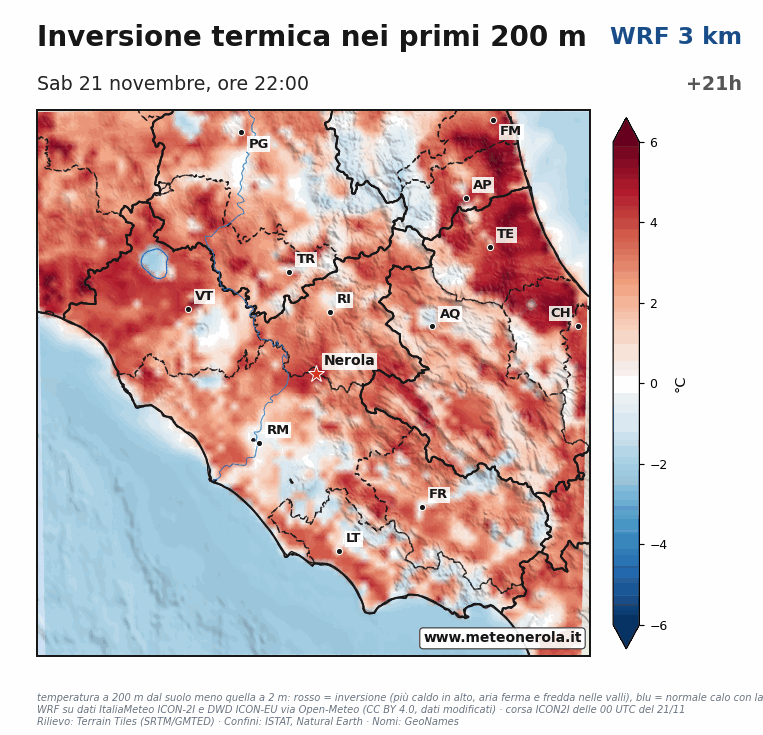 Inversione termica nei primi 200 m WRF 3 km
Sab 21 novembre, ore 22:00 +21h
FM
PG
AP
TE
TR
VT
RI
AQ
CH
Nerola
RM
FR
LT
www.meteonerola.it
6
4
2
0
−2
−4
−6
°C
temperatura a 200 m dal suolo meno quella a 2 m: rosso = inversione (più caldo in alto, aria ferma e fredda nelle valli), blu = normale calo con la
WRF su dati ItaliaMeteo ICON-2I e DWD ICON-EU via Open-Meteo (CC BY 4.0, dati modificati) · corsa ICON2I delle 00 UTC del 21/11
Rilievo: Terrain Tiles (SRTM/GMTED) · Confini: ISTAT, Natural Earth · Nomi: GeoNames